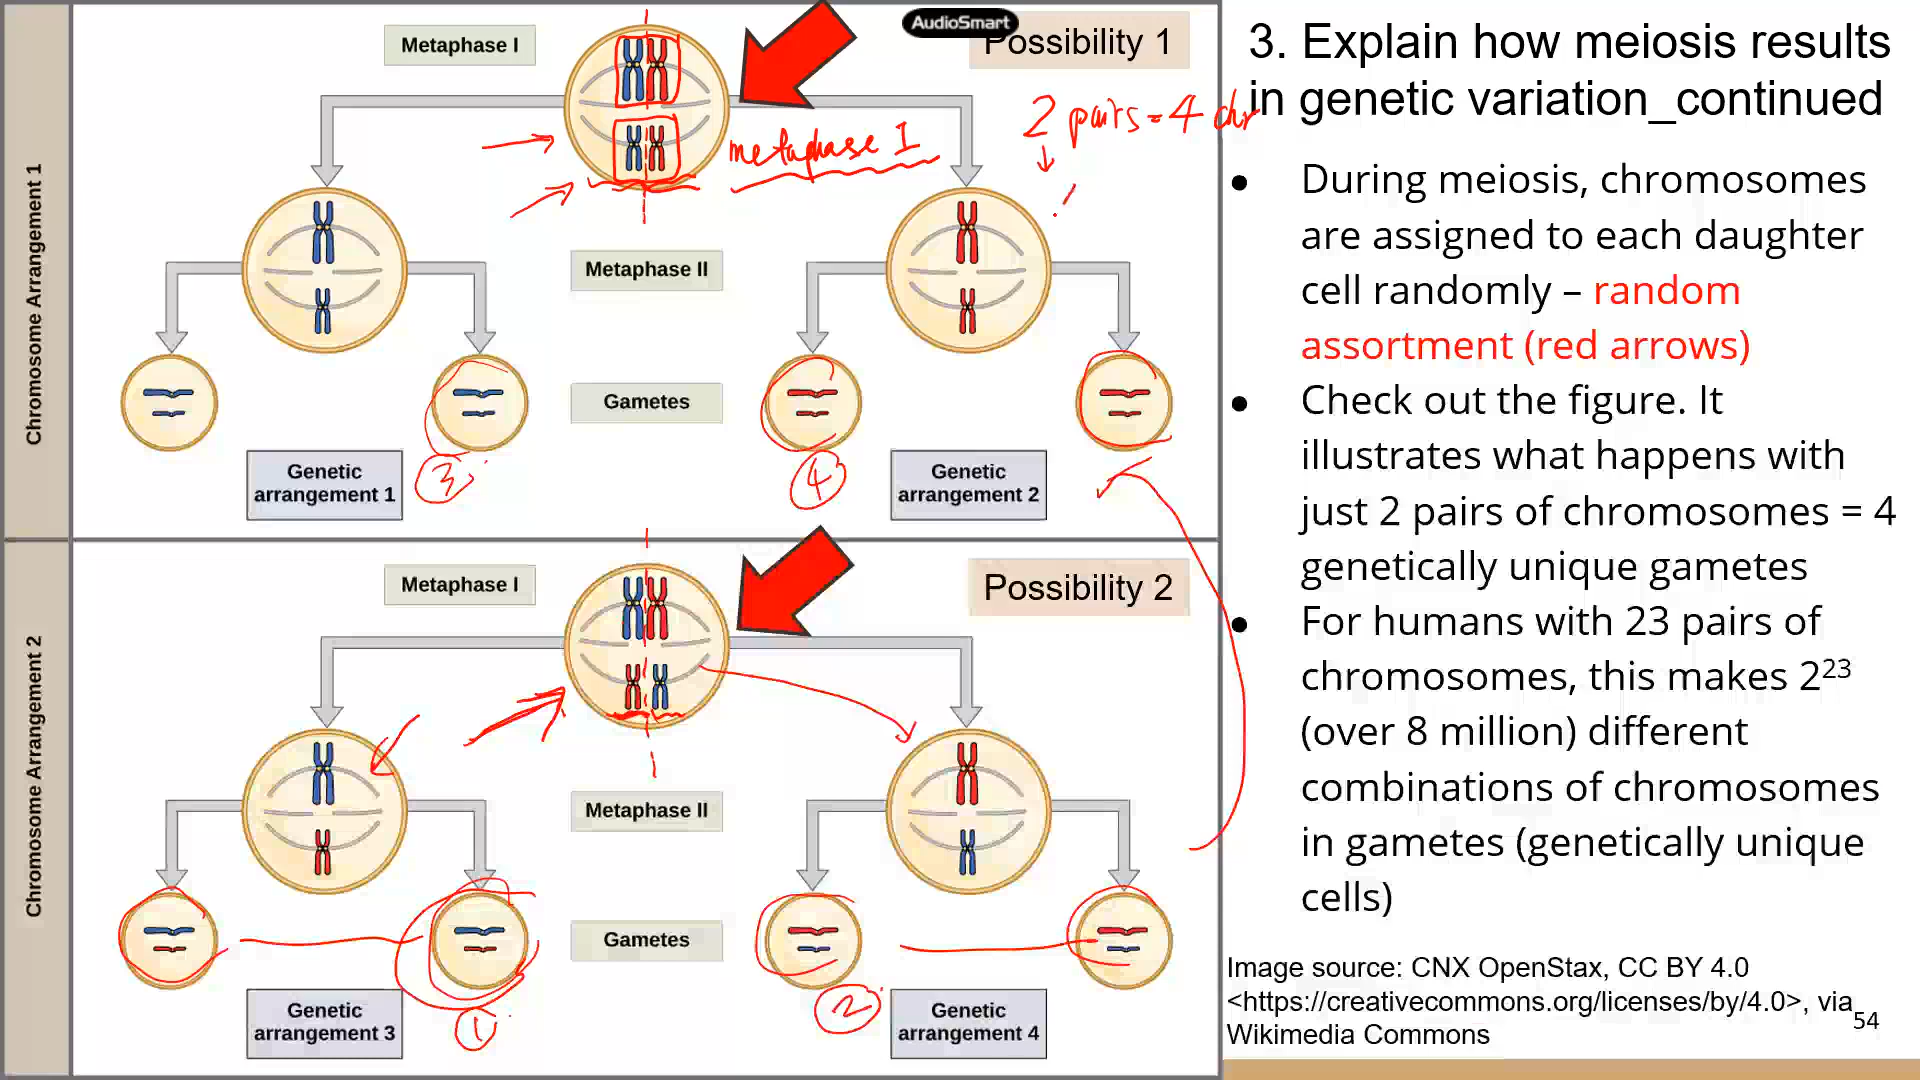 AudioSmart
Metaphase I
Possibility 1
2 pairs = 4 chr
metaphase I
Chromosome Arrangement 1
Metaphase II
Gametes
Genetic
arrangement 1
3
4
Genetic
arrangement 2
Metaphase I
Possibility 2
Chromosome Arrangement 2
Metaphase II
Gametes
Genetic
arrangement 3
1
2
Genetic
arrangement 4
3. Explain how meiosis results
in genetic variation_continued
● During meiosis, chromosomes
are assigned to each daughter
cell randomly – random
assortment (red arrows)
● Check out the figure. It
illustrates what happens with
just 2 pairs of chromosomes = 4
genetically unique gametes
● For humans with 23 pairs of
chromosomes, this makes 2²³
(over 8 million) different
combinations of chromosomes
in gametes (genetically unique
cells)
Image source: CNX OpenStax, CC BY 4.0
<https://creativecommons.org/licenses/by/4.0>, via
Wikimedia Commons
54